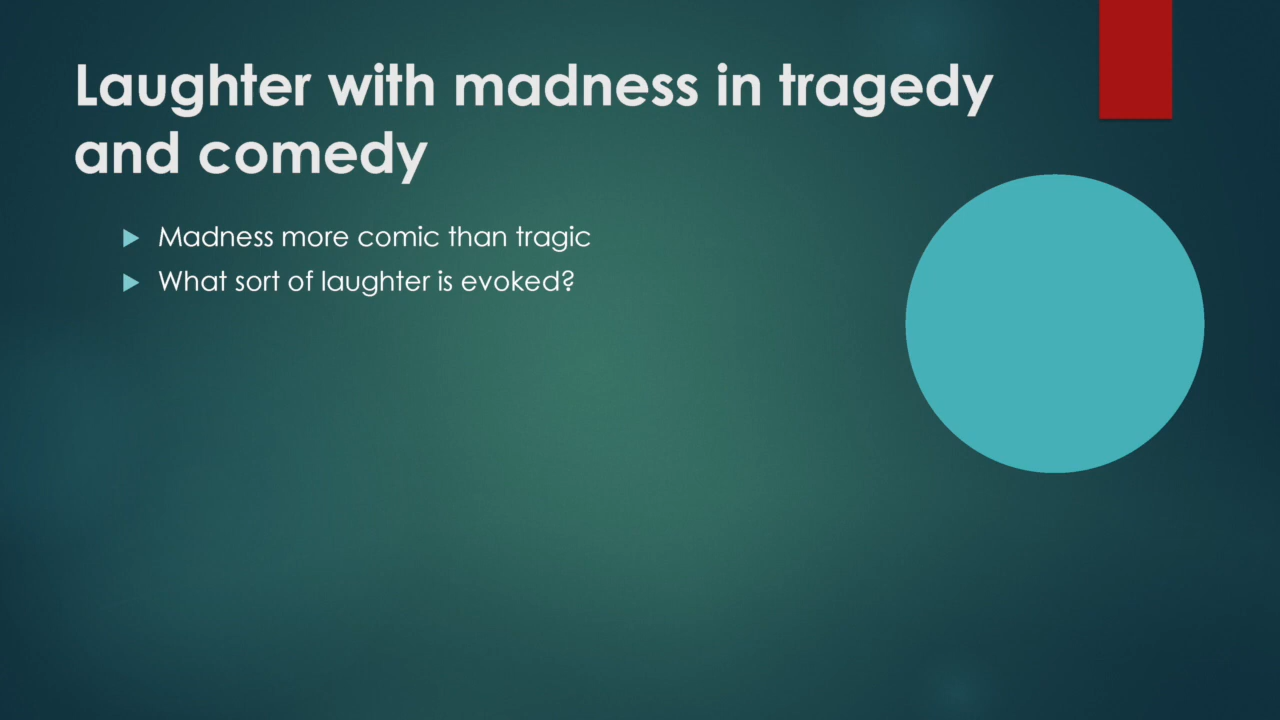 Laughter with madness in tragedy
and comedy
Madness more comic than tragic
What sort of laughter is evoked?